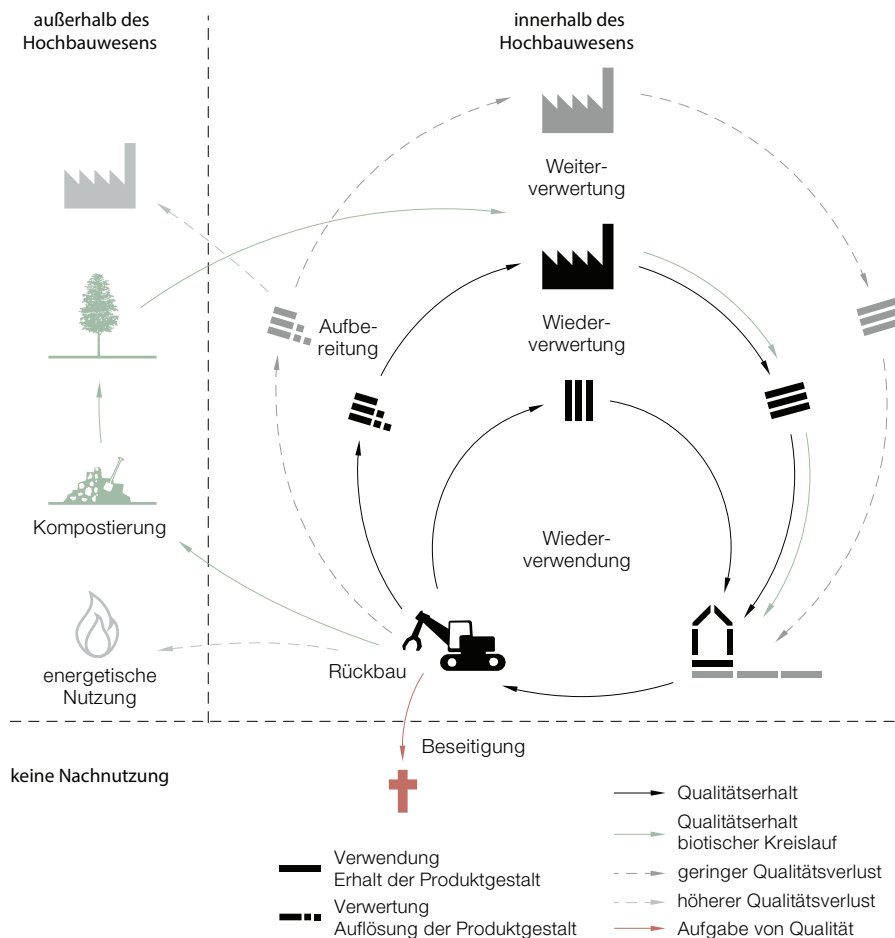 außerhalb des
Hochbauwesens
innerhalb des
Hochbauwesens
Weiter-
verwertung
Aufbe-
reitung
Wieder-
verwertung
Kompostierung
Wieder-
verwendung
energetische
Nutzung
Rückbau
Beseitigung
keine Nachnutzung
Verwendung
Erhalt der Produktgestalt
Verwertung
Auflösung der Produktgestalt
Qualitätserhalt
Qualitätserhalt
biotischer Kreislauf
geringer Qualitätsverlust
höherer Qualitätsverlust
Aufgabe von Qualität